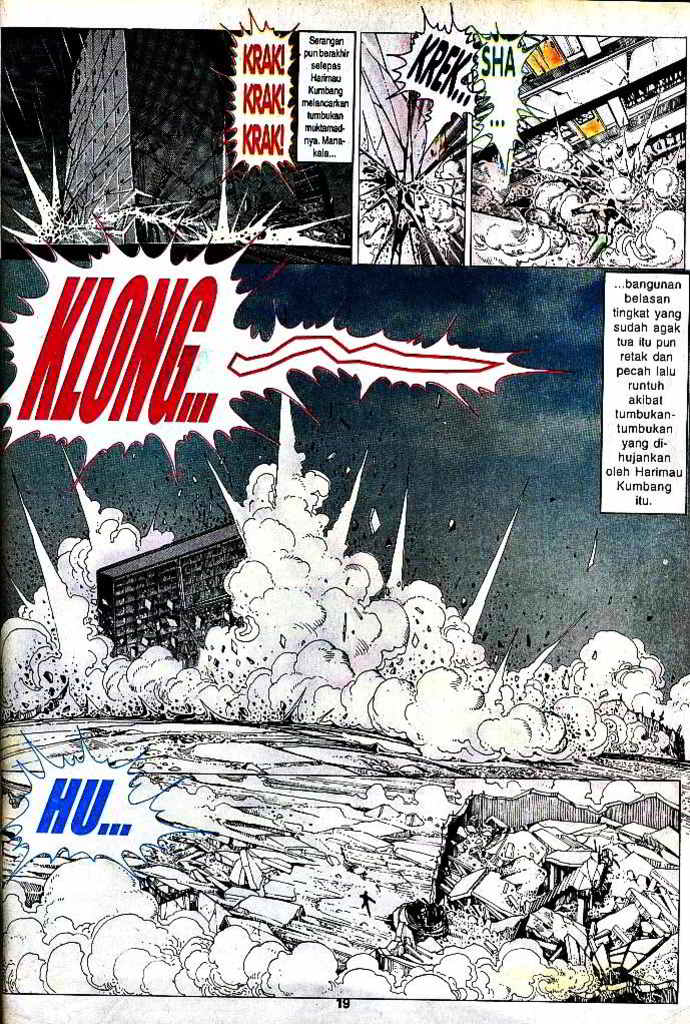 KRAK!
KRAK!
KRAK!
Serangan
pun berakhir
selepas
Harimau
Kumbang
melancarkan
tumbukan
muktamad-
nya. Mana-
kala...
KREK...
SHA
...
KLONG...
...bangunan
belasan
tingkat yang
sudah agak
tua itu pun
retak dan
pecah lalu
runtuh
akibat
tumbukan-
tumbukan
yang di-
hujankan
oleh Harimau
Kumbang
itu.
HU...
19